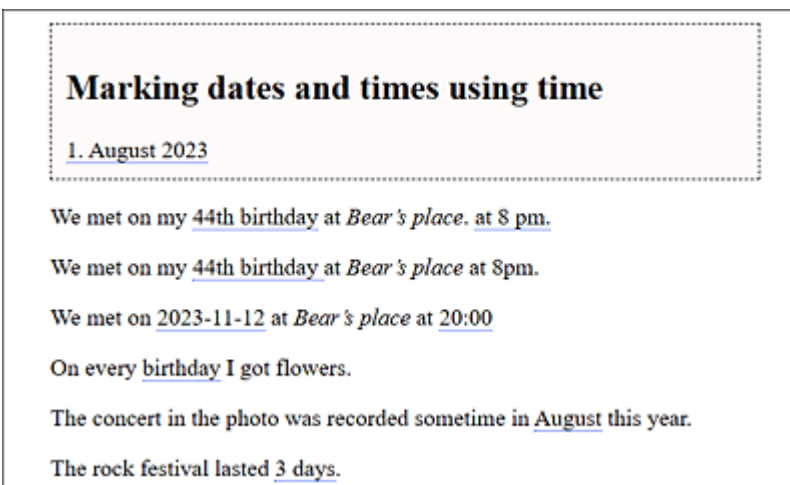 Marking dates and times using time
1. August 2023
We met on my 44th birthday at Bear's place. at 8 pm.
We met on my 44th birthday at Bear's place at 8pm.
We met on 2023-11-12 at Bear's place at 20:00
On every birthday I got flowers.
The concert in the photo was recorded sometime in August this year.
The rock festival lasted 3 days.